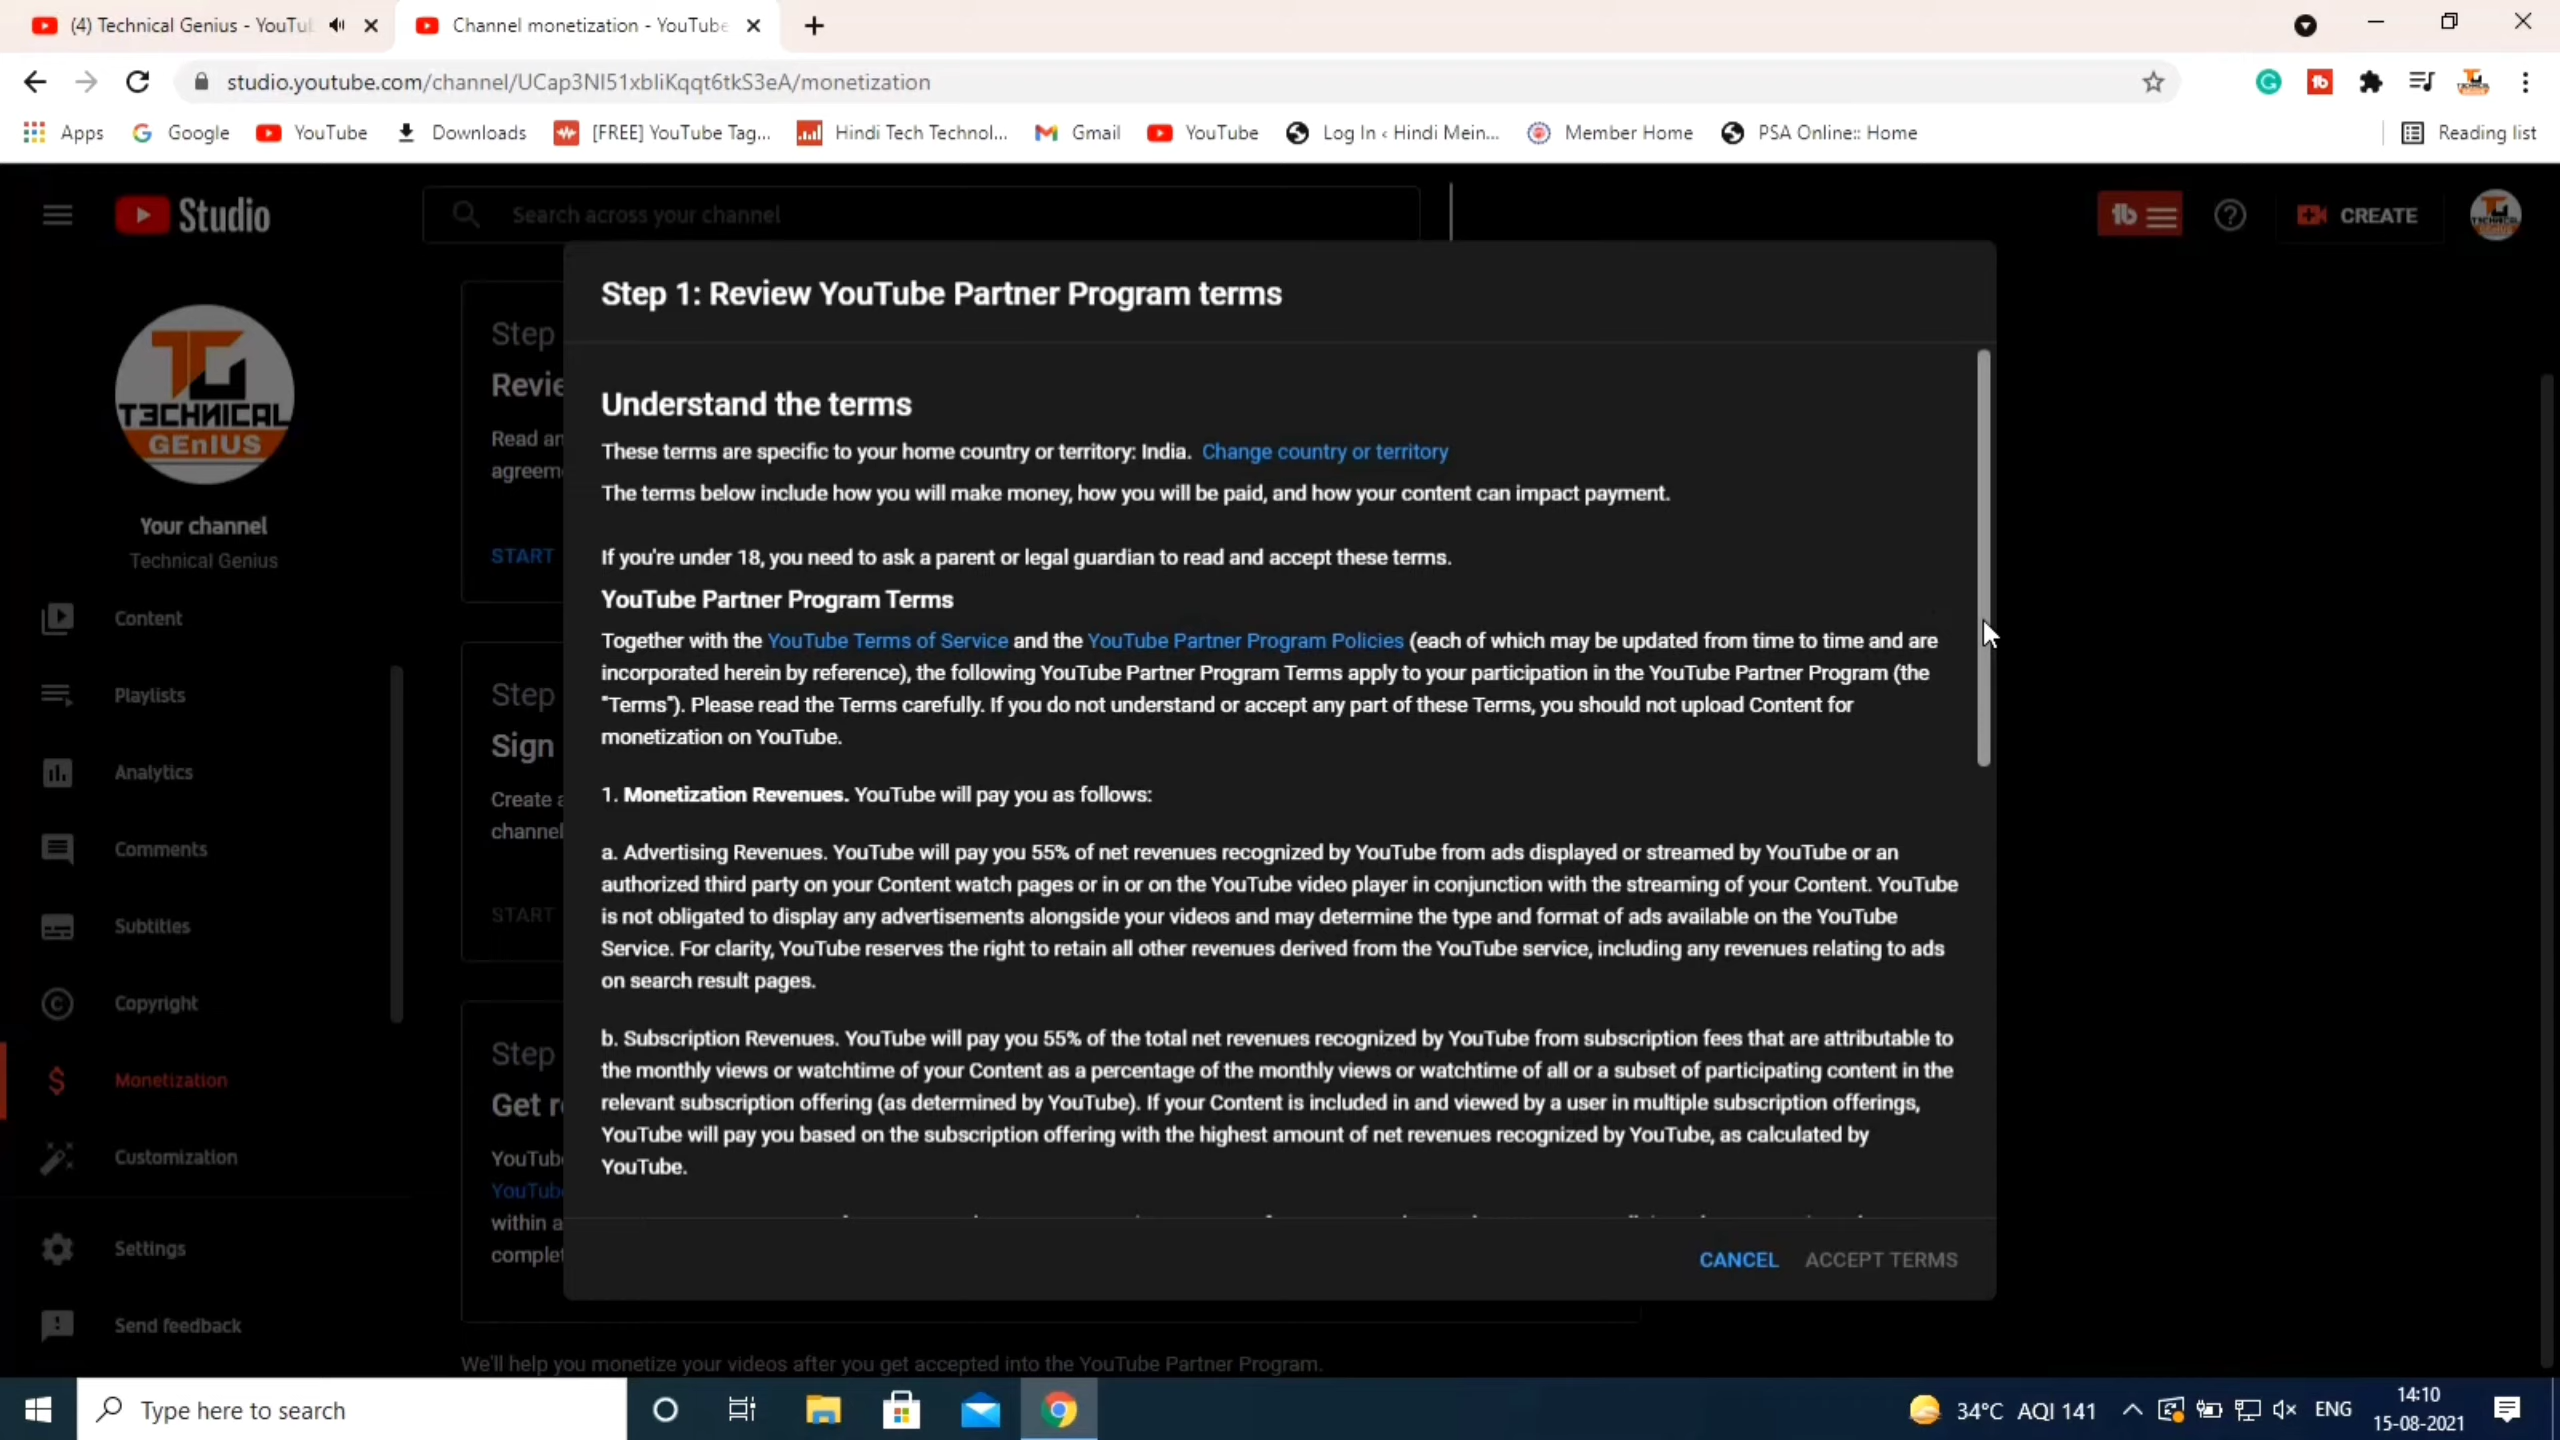 (4) Technical Genius - YouTu
Channel monetization - YouTube
studio.youtube.com/channel/UCap3NI51xbliKqqt6tkS3eA/monetization
Apps
Google
YouTube
Downloads
[FREE] YouTube Tag...
Hindi Tech Technol...
Gmail
YouTube
Log In ‹ Hindi Mein...
Member Home
PSA Online:: Home
Reading list
Studio
Search across your channel
CREATE
Step 1: Review YouTube Partner Program terms
Understand the terms
These terms are specific to your home country or territory: India. Change country or territory
The terms below include how you will make money, how you will be paid, and how your content can impact payment.
If you're under 18, you need to ask a parent or legal guardian to read and accept these terms.
YouTube Partner Program Terms
Together with the YouTube Terms of Service and the YouTube Partner Program Policies (each of which may be updated from time to time and are
incorporated herein by reference), the following YouTube Partner Program Terms apply to your participation in the YouTube Partner Program (the
"Terms"). Please read the Terms carefully. If you do not understand or accept any part of these Terms, you should not upload Content for
monetization on YouTube.
1. Monetization Revenues. YouTube will pay you as follows:
a. Advertising Revenues. YouTube will pay you 55% of net revenues recognized by YouTube from ads displayed or streamed by YouTube or an
authorized third party on your Content watch pages or in or on the YouTube video player in conjunction with the streaming of your Content. YouTube
is not obligated to display any advertisements alongside your videos and may determine the type and format of ads available on the YouTube
Service. For clarity, YouTube reserves the right to retain all other revenues derived from the YouTube service, including any revenues relating to ads
on search result pages.
b. Subscription Revenues. YouTube will pay you 55% of the total net revenues recognized by YouTube from subscription fees that are attributable to
the monthly views or watchtime of your Content as a percentage of the monthly views or watchtime of all or a subset of participating content in the
relevant subscription offering (as determined by YouTube). If your Content is included in and viewed by a user in multiple subscription offerings,
YouTube will pay you based on the subscription offering with the highest amount of net revenues recognized by YouTube, as calculated by
YouTube.
CANCEL
ACCEPT TERMS
TECHNICAL
GEnIUS
Your channel
Technical Genius
Content
Playlists
Analytics
Comments
Subtitles
Copyright
Monetization
Customization
Settings
Send feedback
Step
Revie
Read an
agreem
START
Step
Sign
Create a
channel
START
Step
Get r
YouTub
YouTub
within a
complet
We'll help you monetize your videos after you get accepted into the YouTube Partner Program.
Type here to search
34°C AQI 141
ENG
14:10
15-08-2021